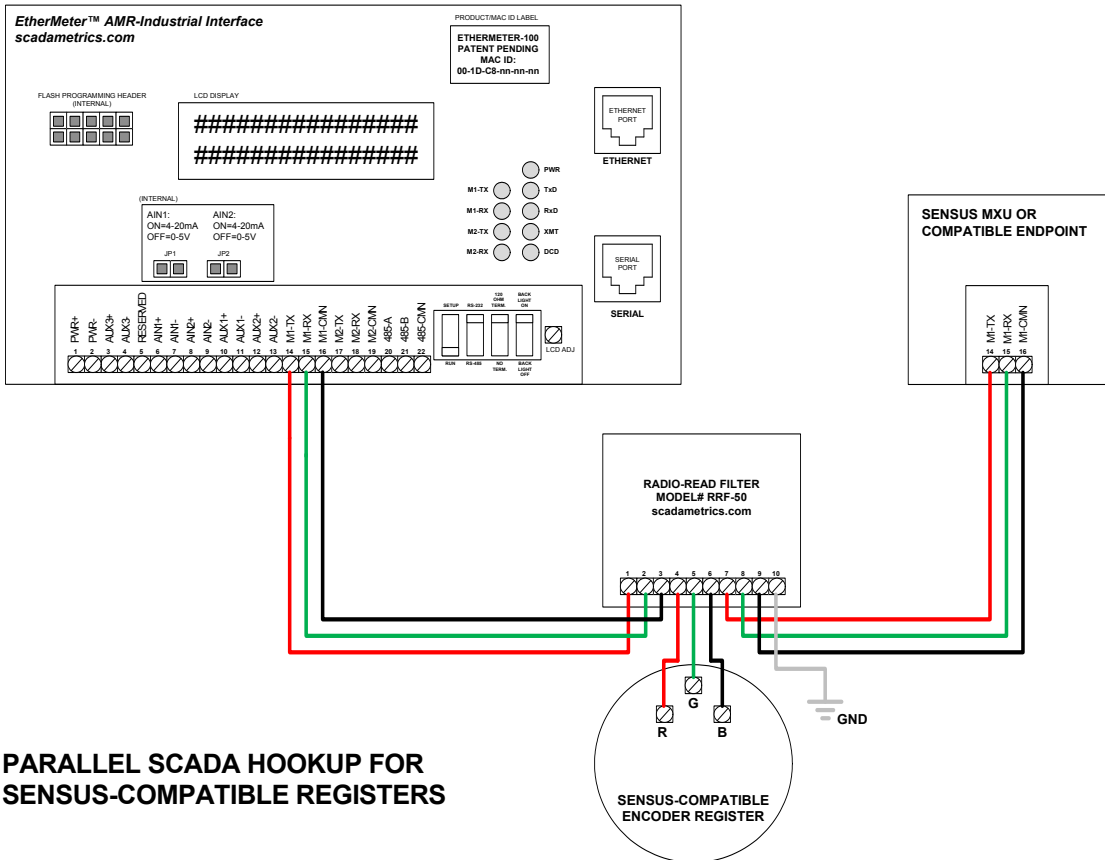 EtherMeter™ AMR-Industrial Interface
scadametrics.com
PRODUCT/MAC ID LABEL
ETHERMETER-100
PATENT PENDING
MAC ID:
00-1D-C8-nn-nn-nn
FLASH PROGRAMMING HEADER
(INTERNAL)
LCD DISPLAY
####################
####################
ETHERNET
PORT
ETHERNET
PWR
M1-TX TxD
M1-RX RxD
M2-TX XMT
M2-RX DCD
(INTERNAL)
AIN1: AIN2:
ON=4-20mA ON=4-20mA
OFF=0-5V OFF=0-5V
JP1 JP2
SERIAL
PORT
SERIAL
PWR+ PWR- AUX3+ AUX3- RESERVED AIN1+ AIN1- AIN2+ AIN2- AUX1+ AUX1- AUX2+ AUX2- M1-TX M1-RX M1-CMN M2-TX M2-RX M2-CMN 485-A 485-B 485-CMN
1 2 3 4 5 6 7 8 9 10 11 12 13 14 15 16 17 18 19 20 21 22
SETUP
RS-232
120
OHM
TERM.
BACK
LIGHT
ON
RUN
RS-485
NO
TERM.
BACK
LIGHT
OFF
LCD ADJ
SENSUS MXU OR
COMPATIBLE ENDPOINT
M1-TX M1-RX M1-CMN
14 15 16
RADIO-READ FILTER
MODEL# RRF-50
scadametrics.com
1 2 3 4 5 6 7 8 9 10
G
R B
GND
SENSUS-COMPATIBLE
ENCODER REGISTER
PARALLEL SCADA HOOKUP FOR
SENSUS-COMPATIBLE REGISTERS